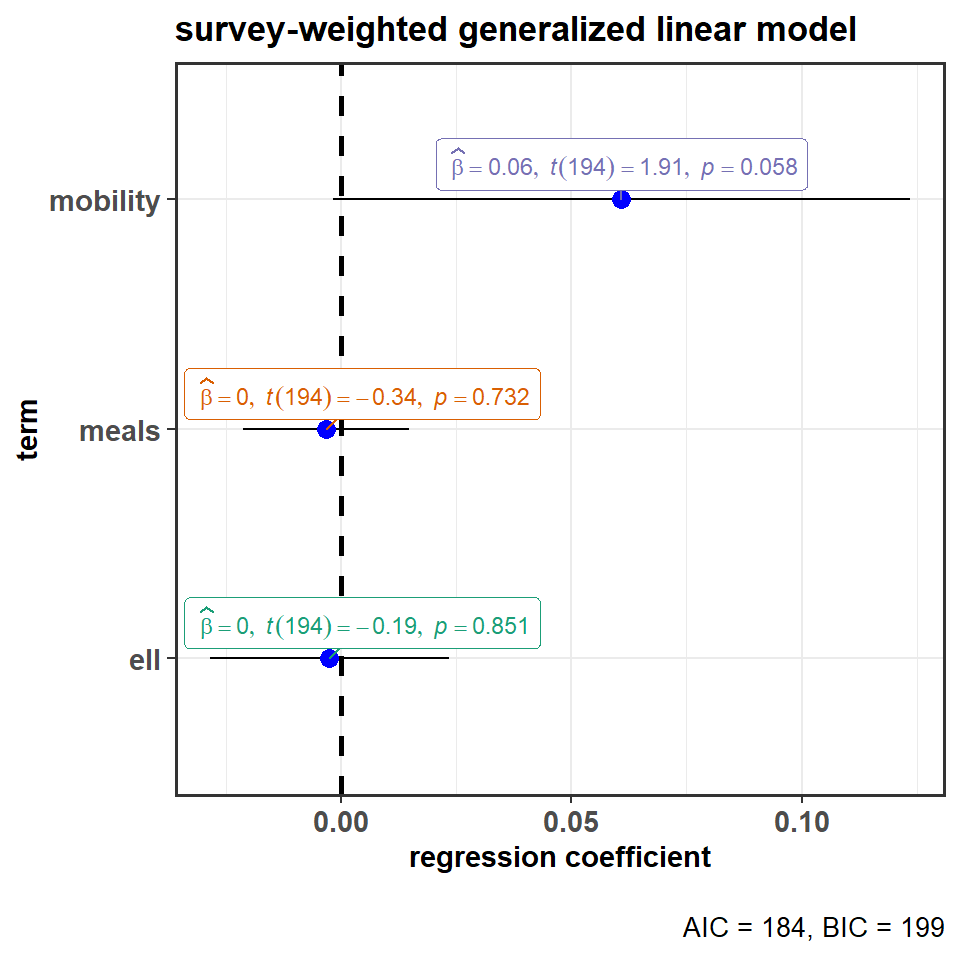 survey-weighted generalized linear model
β̂ = 0.06, t(194) = 1.91, p = 0.058
mobility
β̂ = 0, t(194) = −0.34, p = 0.732
meals
term
β̂ = 0, t(194) = −0.19, p = 0.851
ell
0.00 0.05 0.10
regression coefficient
AIC = 184, BIC = 199